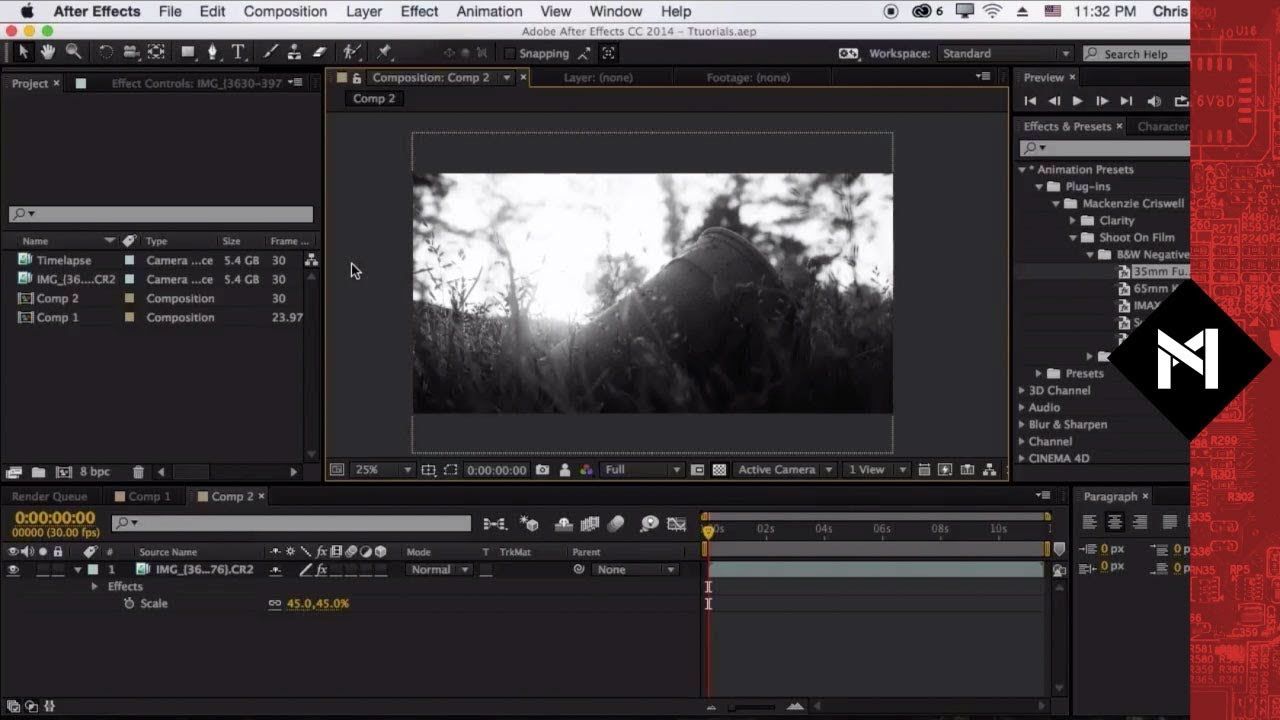 After Effects File Edit Composition Layer Effect Animation View Window Help 6 11:32 PM Chris
Adobe After Effects CC 2014 – Ttuorials.aep
Snapping Workspace: Standard Search Help
Project × Effect Controls: IMG_{3630–397
Composition: Comp 2 × Layer: (none) Footage: (none)
Preview ×
Comp 2
Effects & Presets × Character
* Animation Presets
Plug-ins
Mackenzie Criswell
Clarity
Shoot On Film
B&W Negative
35mm Fu...
65mm
IMAX
Presets
3D Channel
Audio
Blur & Sharpen
Channel
CINEMA 4D
Name Type Size Frame ...
Timelapse Camera ...ce 5.4 GB 30
IMG_{36....CR2 Camera ...ce 5.4 GB 30
Comp 2 Composition 30
Comp 1 Composition 23.97
8 bpc
25% 0:00:00:00 Full Active Camera 1 View
Render Queue Comp 1 Comp 2 ×
Paragraph ×
0:00:00:00
00000 (30.00 fps)
02s 04s 06s 08s 10s
# Source Name fx Mode T TrkMat Parent
1 IMG_{36...76}.CR2 fx Normal None
Effects
Scale 45.0,45.0%
0 px
0 px